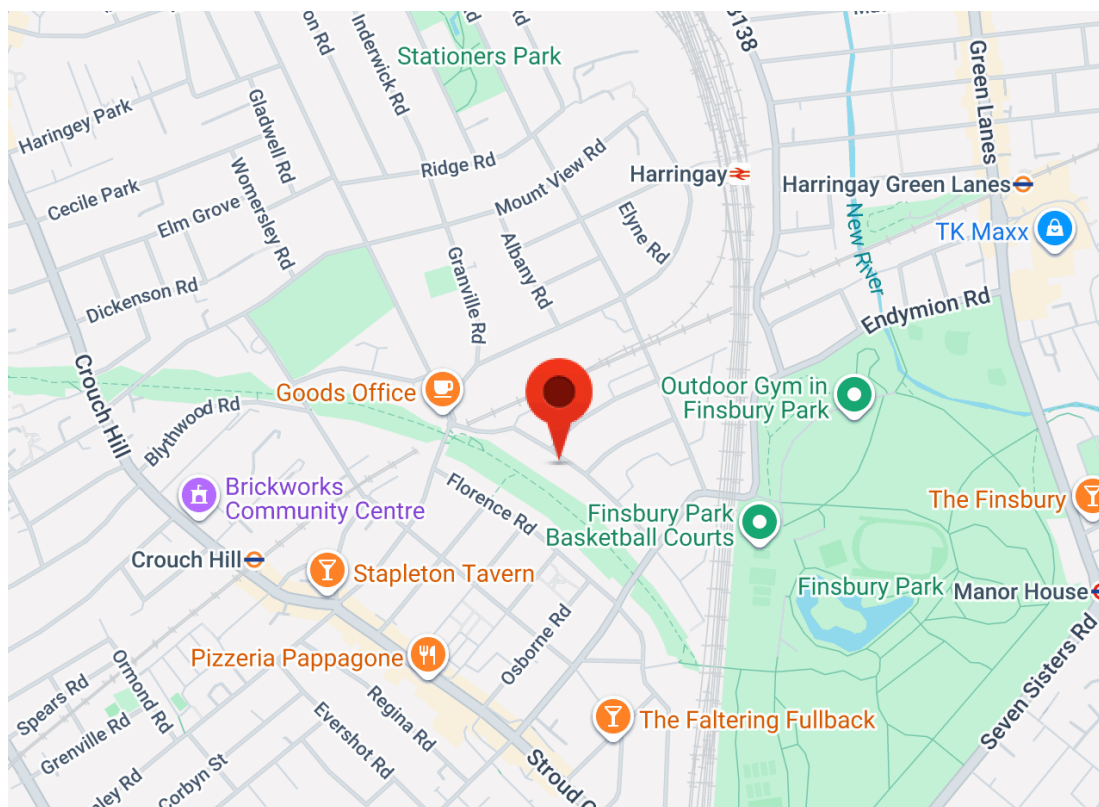 Stationers Park
Inderwick Rd
Haringey Park
Gladwell Rd
Green Lanes
Ridge Rd
Mount View Rd
Harringay
Harringay Green Lanes
Cecile Park
Womersley Rd
Elm Grove
Elyne Rd
New River
TK Maxx
Albany Rd
Granville Rd
Dickenson Rd
Endymion Rd
Crouch Hill
Goods Office
Outdoor Gym in
Finsbury Park
Blythwood Rd
Brickworks
Community Centre
Florence Rd
Finsbury Park
Basketball Courts
The Finsbury
Crouch Hill
Stapleton Tavern
Finsbury Park
Manor House
Osborne Rd
Pizzeria Pappagone
Ormond Rd
Spears Rd
Regina Rd
The Faltering Fullback
Seven Sisters Rd
Grenville Rd
Evershot Rd
Stroud
Corbyn St